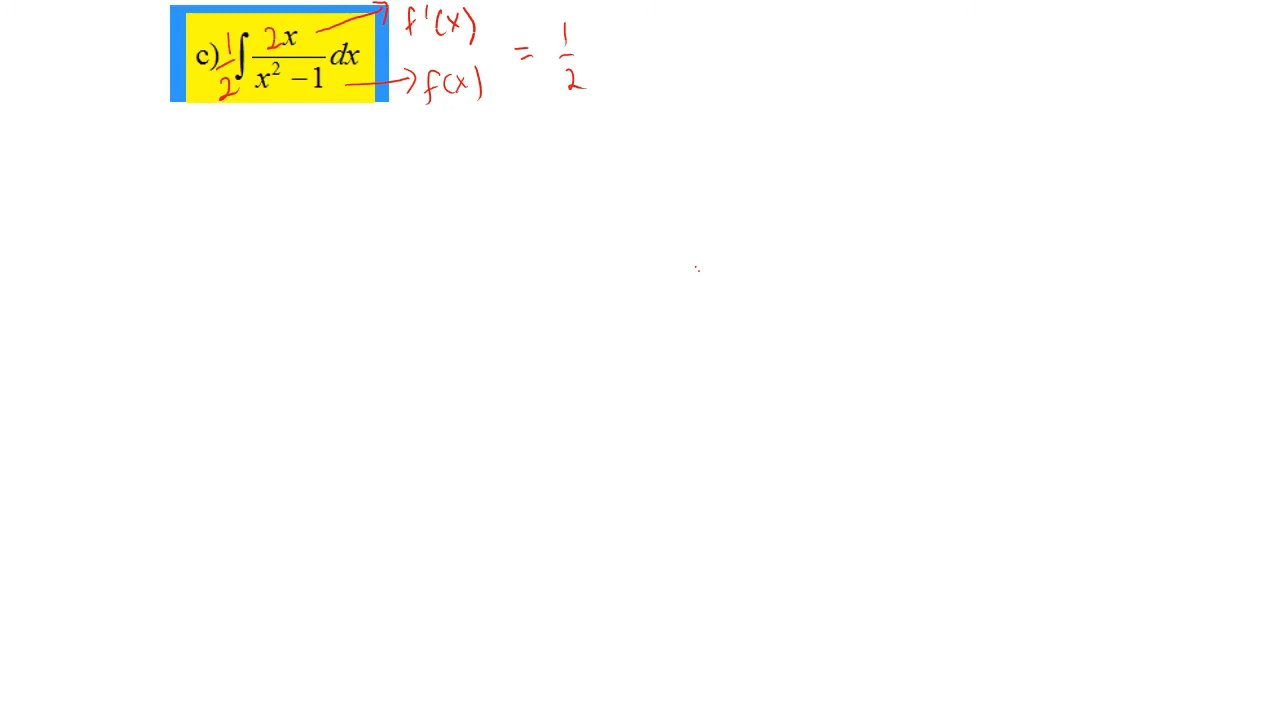 c) 1/2 ∫ 2x/(x² − 1) dx → f'(x) → f(x) = 1/2